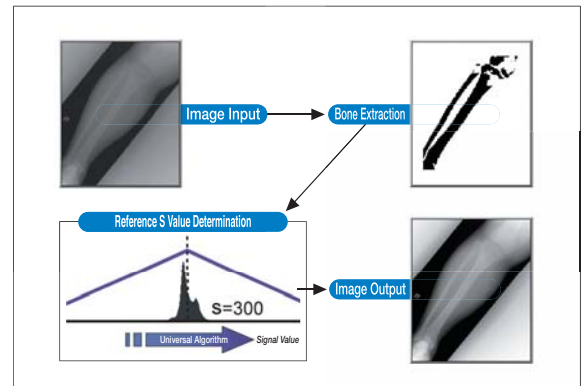 Image Input
Bone Extraction
Reference S Value Determination
s=300
Universal Algorithm
Signal Value
Image Output